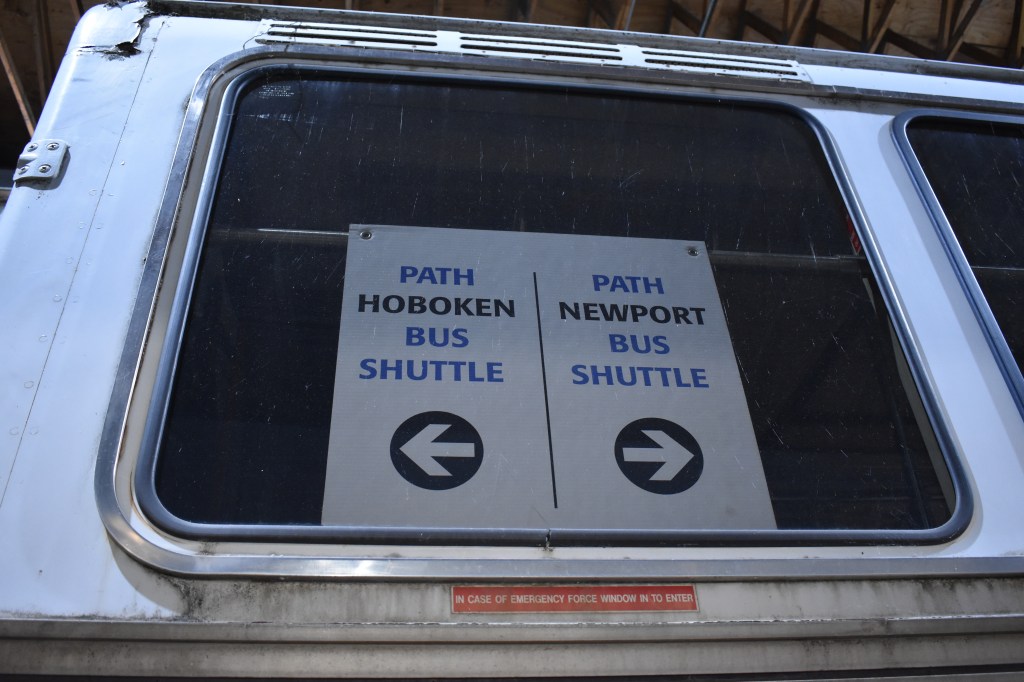 PATH
HOBOKEN
BUS
SHUTTLE
PATH
NEWPORT
BUS
SHUTTLE
IN CASE OF EMERGENCY FORCE WINDOW IN TO ENTER